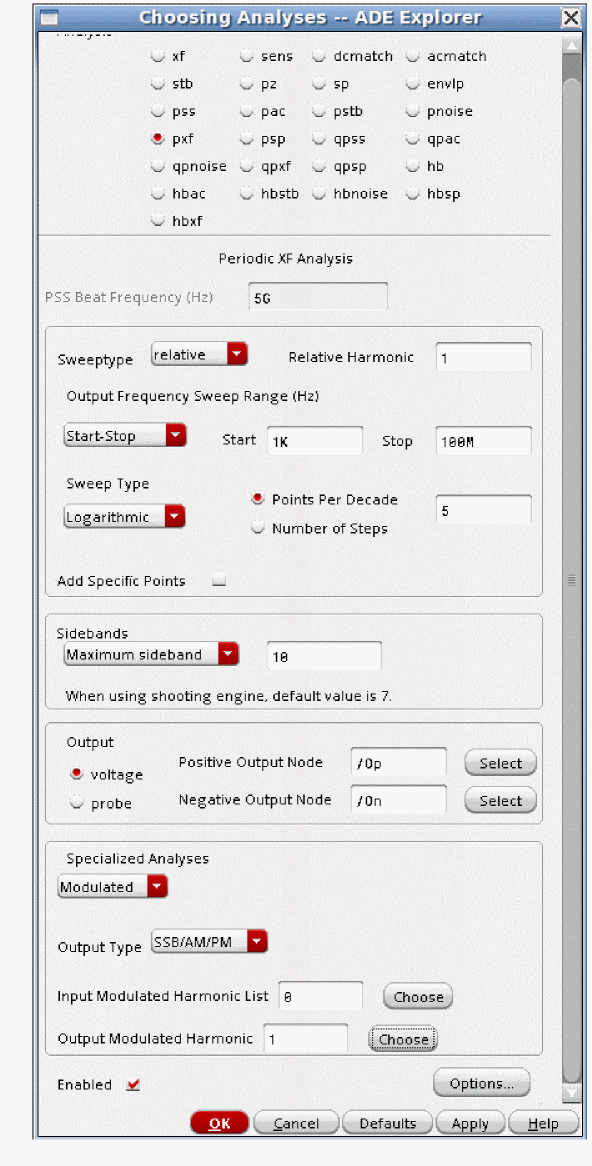 Choosing Analyses -- ADE Explorer
Analysis
xf sens dcmatch acmatch
stb pz sp envlp
pss pac pstb pnoise
pxf psp qpss qpac
qpnoise qpxf qpsp hb
hbac hbstb hbnoise hbsp
hbxf
Periodic XF Analysis
PSS Beat Frequency (Hz) 5G
Sweeptype relative Relative Harmonic 1
Output Frequency Sweep Range (Hz)
Start-Stop Start 1K Stop 100M
Sweep Type
Logarithmic Points Per Decade 5
Number of Steps
Add Specific Points
Sidebands
Maximum sideband 10
When using shooting engine, default value is 7.
Output
voltage Positive Output Node /Op Select
probe Negative Output Node /On Select
Specialized Analyses
Modulated
Output Type SSB/AM/PM
Input Modulated Harmonic List 0 Choose
Output Modulated Harmonic 1 Choose
Enabled Options...
OK Cancel Defaults Apply Help